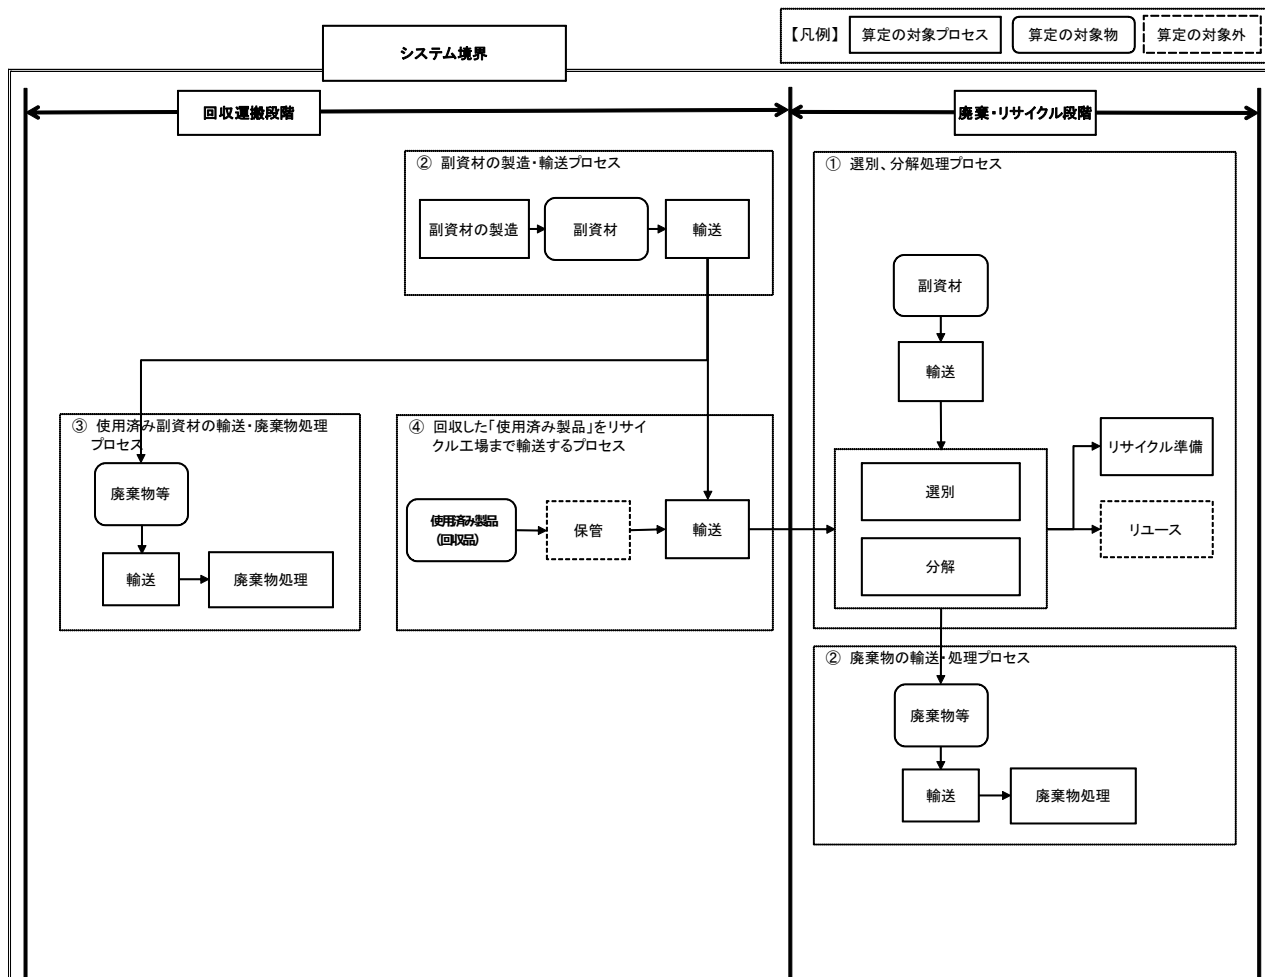 【凡例】
算定の対象プロセス
算定の対象物
算定の対象外
システム境界
回収運搬段階
廃棄・リサイクル段階
② 副資材の製造・輸送プロセス
副資材の製造
副資材
輸送
③ 使用済み副資材の輸送・廃棄物処理
プロセス
廃棄物等
輸送
廃棄物処理
④ 回収した「使用済み製品」をリサイ
クル工場まで輸送するプロセス
使用済み製品
(回収品)
保管
輸送
① 選別、分解処理プロセス
副資材
輸送
選別
分解
リサイクル準備
リユース
② 廃棄物の輸送・処理プロセス
廃棄物等
輸送
廃棄物処理